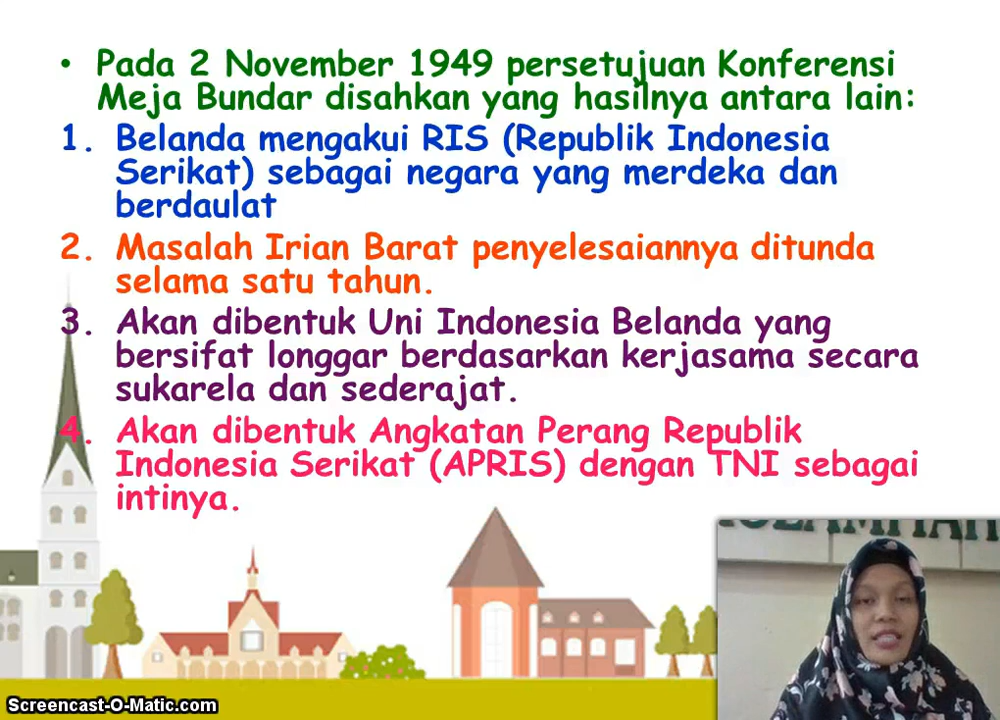 • Pada 2 November 1949 persetujuan Konferensi
Meja Bundar disahkan yang hasilnya antara lain:
1. Belanda mengakui RIS (Republik Indonesia
Serikat) sebagai negara yang merdeka dan
berdaulat
2. Masalah Irian Barat penyelesaiannya ditunda
selama satu tahun.
3. Akan dibentuk Uni Indonesia Belanda yang
bersifat longgar berdasarkan kerjasama secara
sukarela dan sederajat.
4. Akan dibentuk Angkatan Perang Republik
Indonesia Serikat (APRIS) dengan TNI sebagai
intinya.
Screencast-O-Matic.com